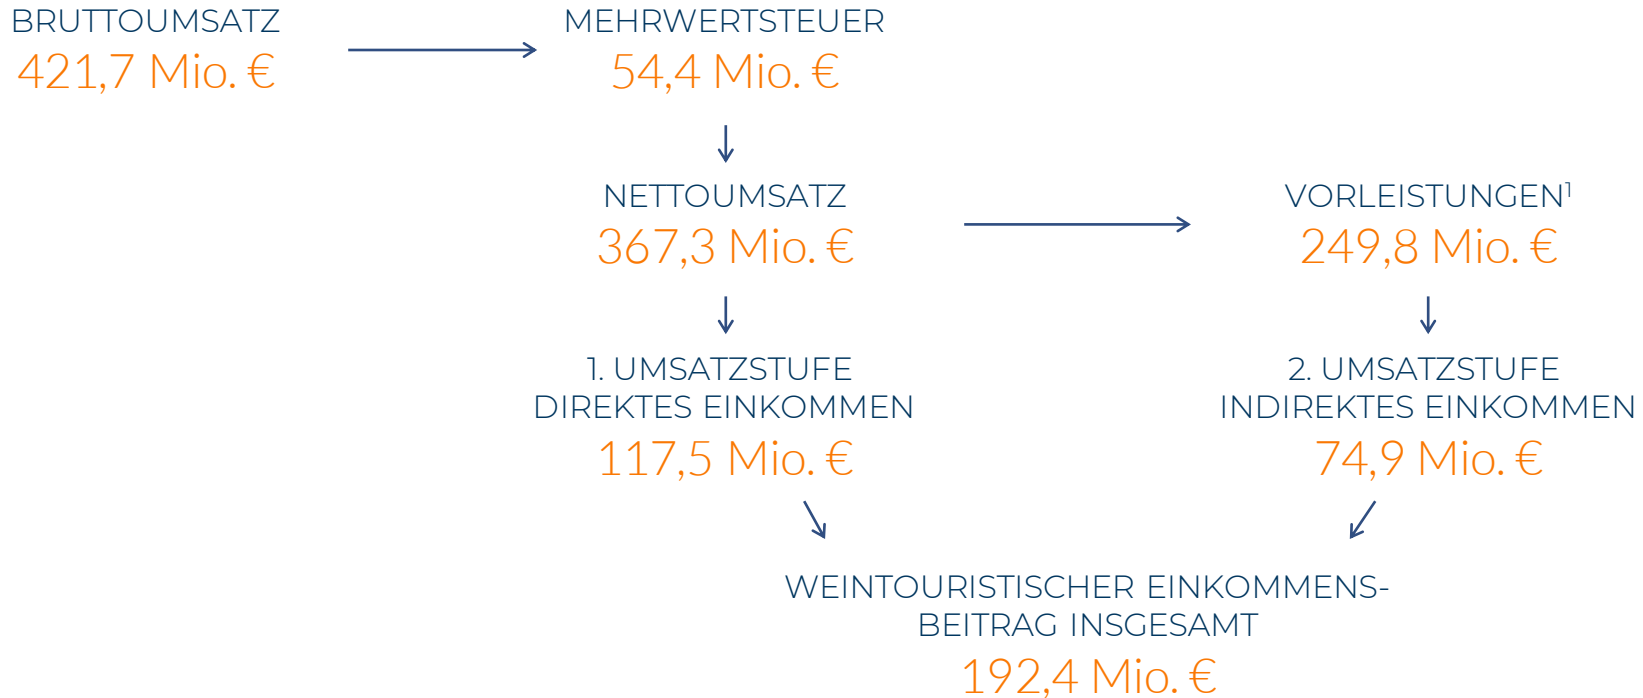 BRUTTOUMSATZ
421,7 Mio. €
MEHRWERTSTEUER
54,4 Mio. €
NETTOUMSATZ
367,3 Mio. €
VORLEISTUNGEN¹
249,8 Mio. €
1. UMSATZSTUFE
DIREKTES EINKOMMEN
117,5 Mio. €
2. UMSATZSTUFE
INDIREKTES EINKOMMEN
74,9 Mio. €
WEINTOURISTISCHER EINKOMMENS-
BEITRAG INSGESAMT
192,4 Mio. €